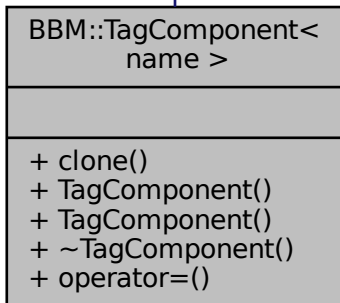 BBM::TagComponent<
name >
+ clone()
+ TagComponent()
+ TagComponent()
+ ~TagComponent()
+ operator=()